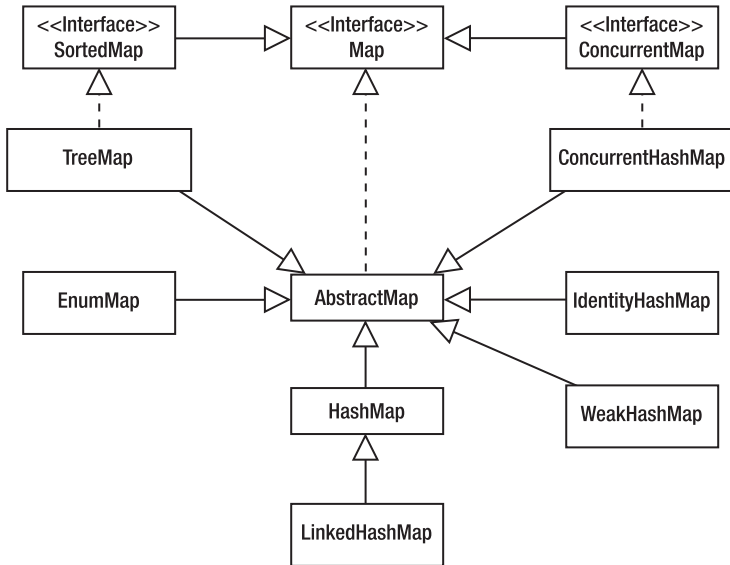 <<Interface>>
SortedMap
<<Interface>>
Map
<<Interface>>
ConcurrentMap
TreeMap
ConcurrentHashMap
EnumMap
AbstractMap
IdentityHashMap
HashMap
WeakHashMap
LinkedHashMap